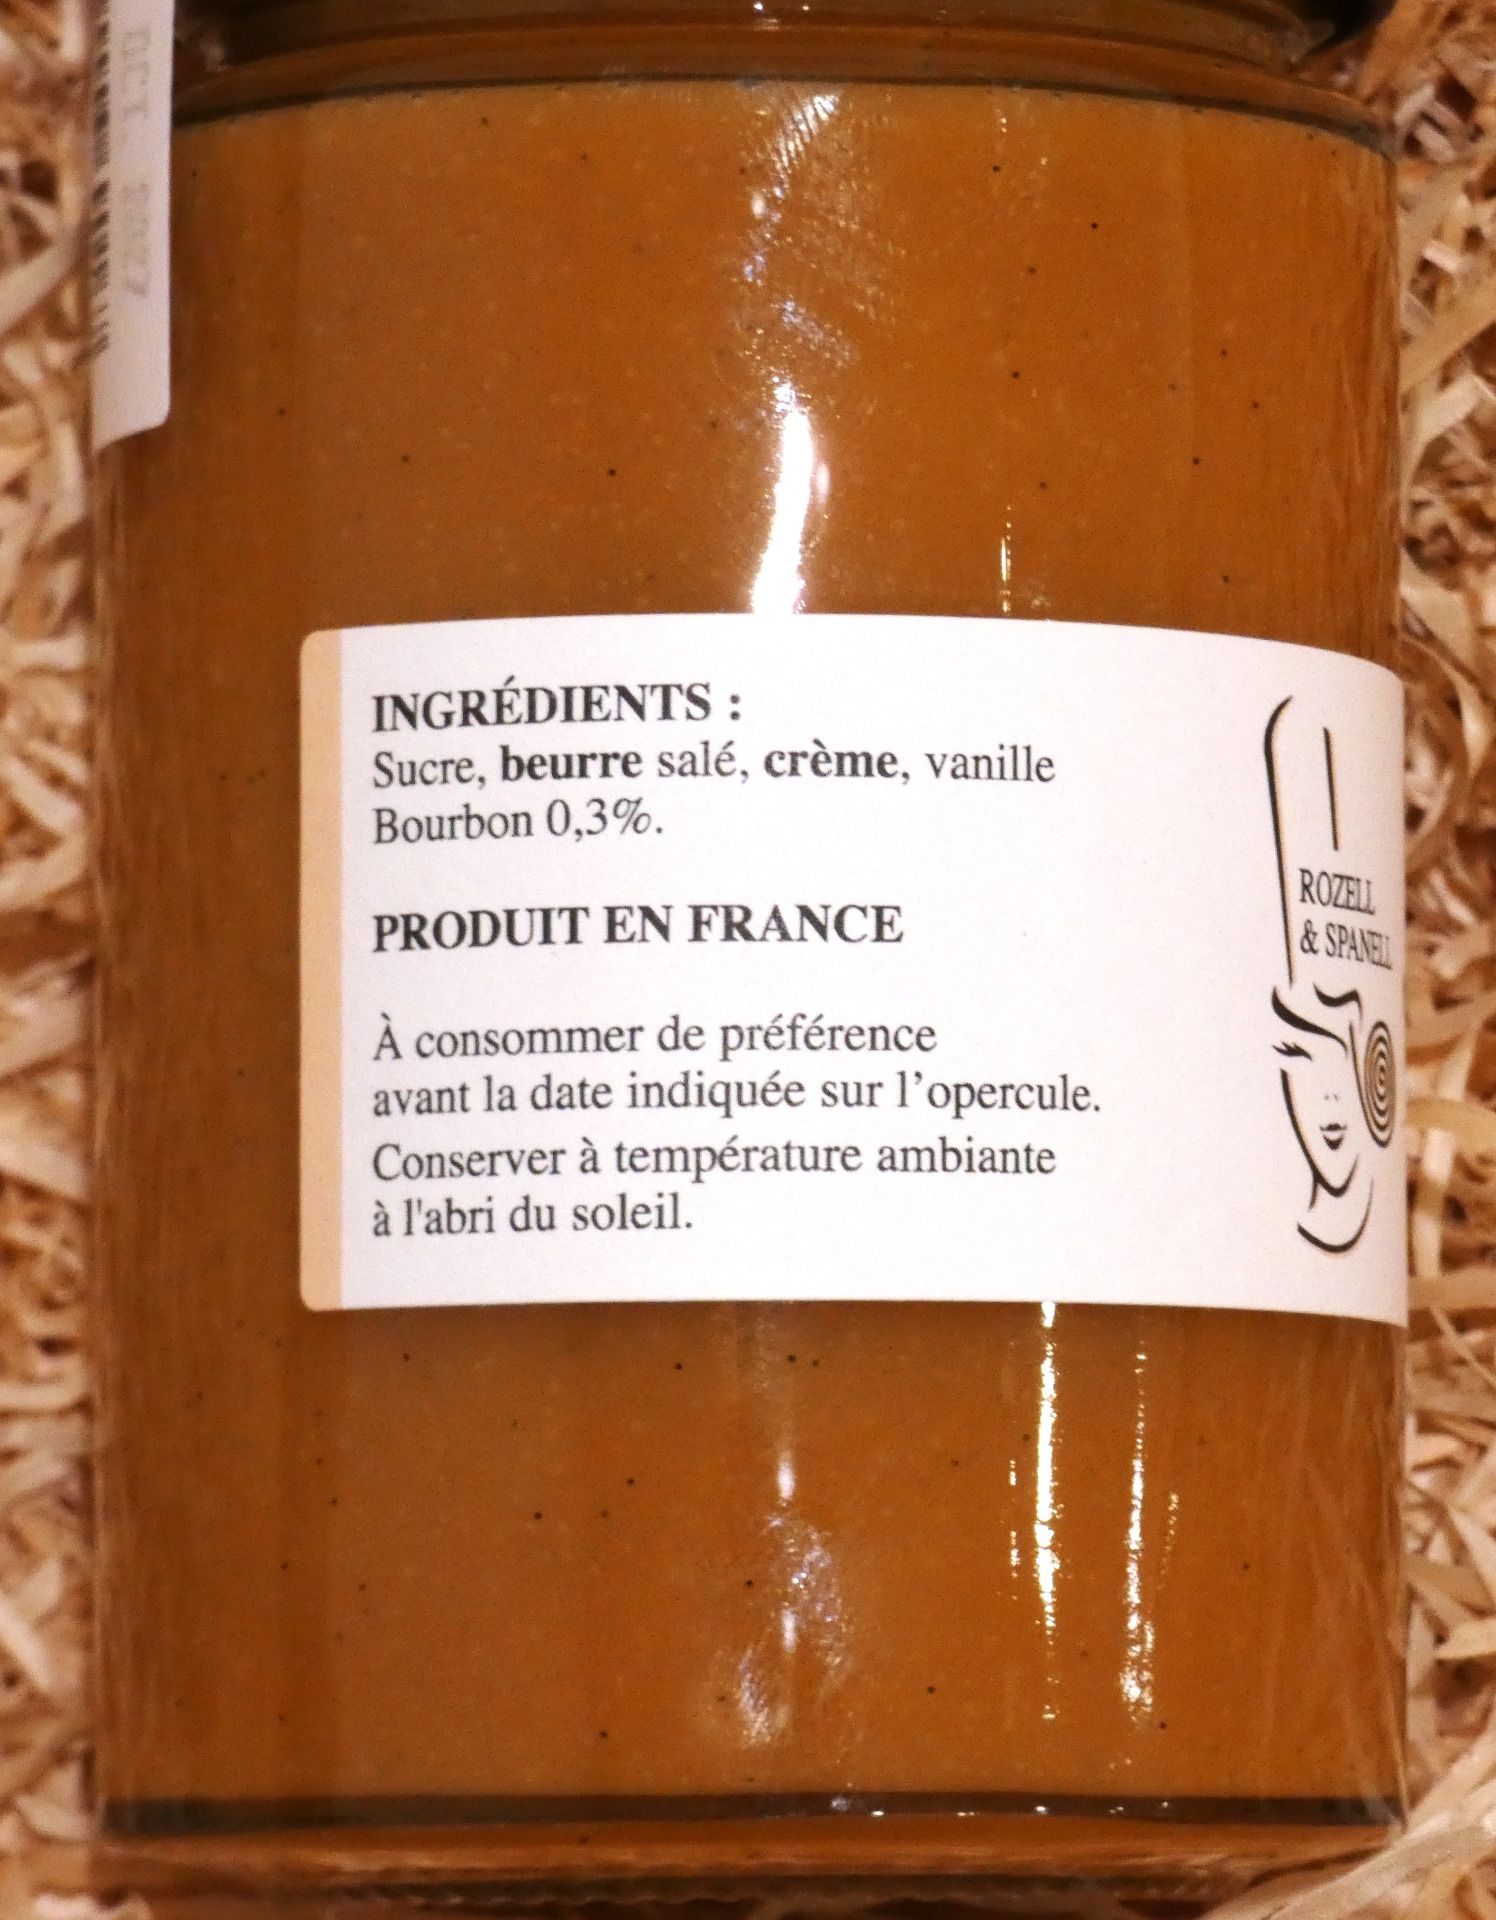 INGRÉDIENTS :
Sucre, beurre salé, crème, vanille
Bourbon 0,3%.
PRODUIT EN FRANCE
À consommer de préférence
avant la date indiquée sur l’opercule.
Conserver à température ambiante
à l'abri du soleil.
ROZELL
& SPANELL